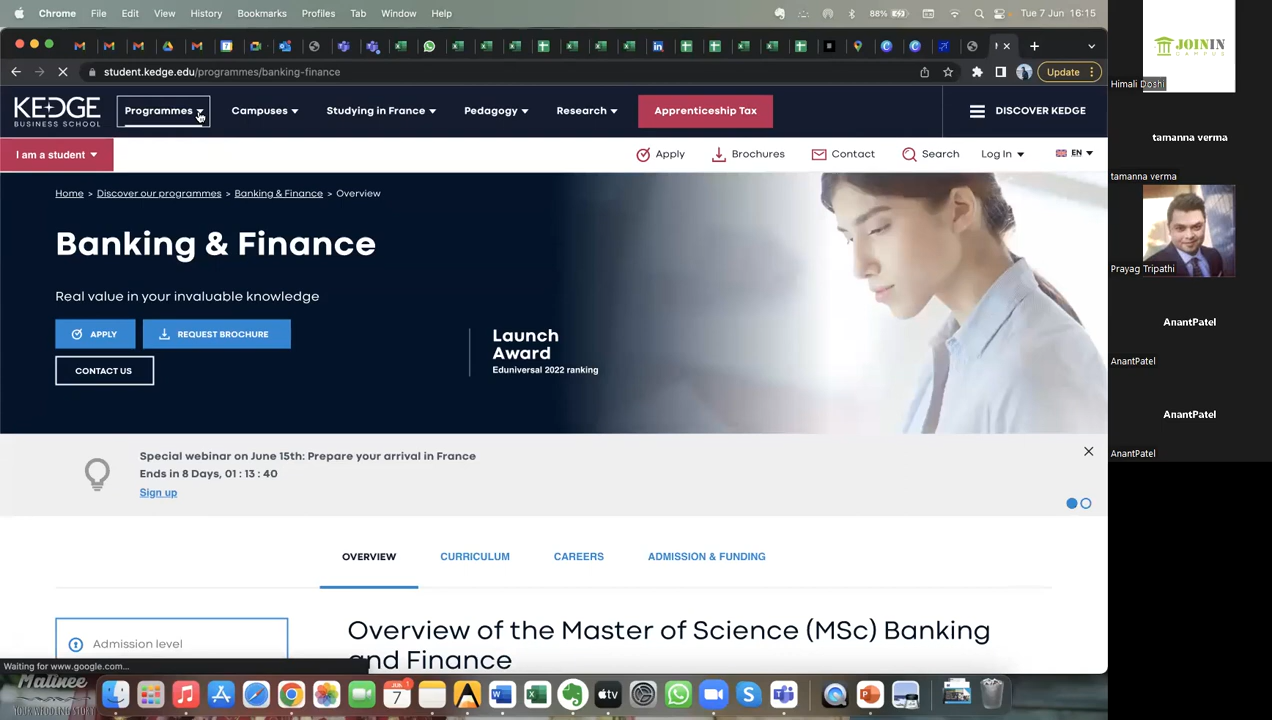 Chrome File Edit View History Bookmarks Profiles Tab Window Help
88% Tue 7 Jun 16:15
student.kedge.edu/programmes/banking-finance
Update
KEDGE
BUSINESS SCHOOL
Programmes Campuses Studying in France Pedagogy Research Apprenticeship Tax DISCOVER KEDGE
I am a student
Apply Brochures Contact Search Log In EN
Home > Discover our programmes > Banking & Finance > Overview
Banking & Finance
Real value in your invaluable knowledge
APPLY REQUEST BROCHURE
CONTACT US
Launch
Award
Eduniversal 2022 ranking
Special webinar on June 15th: Prepare your arrival in France
Ends in 8 Days, 01 : 13 : 40
Sign up
OVERVIEW CURRICULUM CAREERS ADMISSION & FUNDING
Admission level
Overview of the Master of Science (MSc) Banking
and Finance
Waiting for www.google.com...
Malinee
YOUR WEDDING STORY
JOININ
CAMPUS
Himali Doshi
tamanna verma
tamanna verma
Prayag Tripathi
AnantPatel
AnantPatel
AnantPatel
AnantPatel